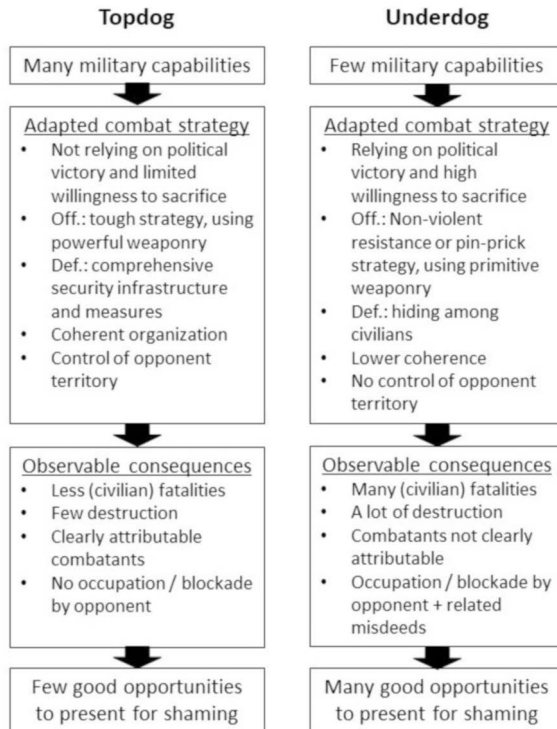 Topdog
Many military capabilities
Adapted combat strategy
• Not relying on political
victory and limited
willingness to sacrifice
• Off.: tough strategy, using
powerful weaponry
• Def.: comprehensive
security infrastructure
and measures
• Coherent organization
• Control of opponent
territory
Observable consequences
• Less (civilian) fatalities
• Few destruction
• Clearly attributable
combatants
• No occupation / blockade
by opponent
Few good opportunities
to present for shaming
Underdog
Few military capabilities
Adapted combat strategy
• Relying on political
victory and high
willingness to sacrifice
• Off.: Non-violent
resistance or pin-prick
strategy, using primitive
weaponry
• Def.: hiding among
civilians
• Lower coherence
• No control of opponent
territory
Observable consequences
• Many (civilian) fatalities
• A lot of destruction
• Combatants not clearly
attributable
• Occupation / blockade by
opponent + related
misdeeds
Many good opportunities
to present for shaming